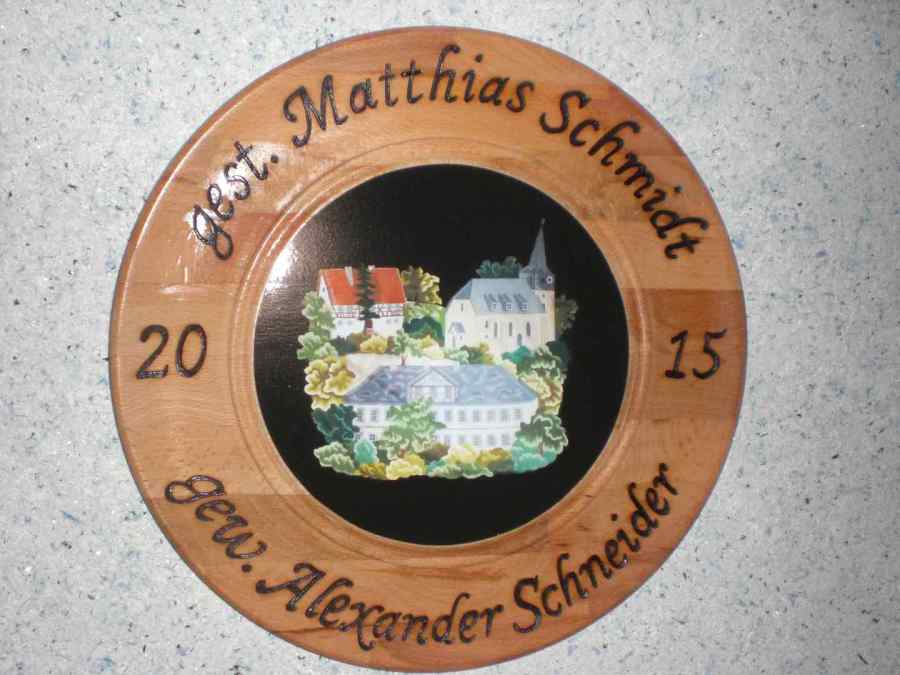 gest. Matthias Schmidt
20 15
gew. Alexander Schneider